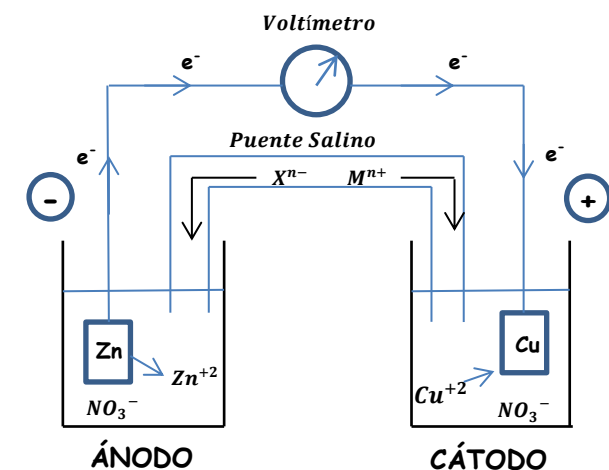 Voltímetro
e⁻ e⁻
Puente Salino
e⁻ e⁻
Xⁿ⁻ Mⁿ⁺
- +
Zn Cu
Zn⁺² Cu⁺²
NO₃⁻ NO₃⁻
ÁNODO CÁTODO